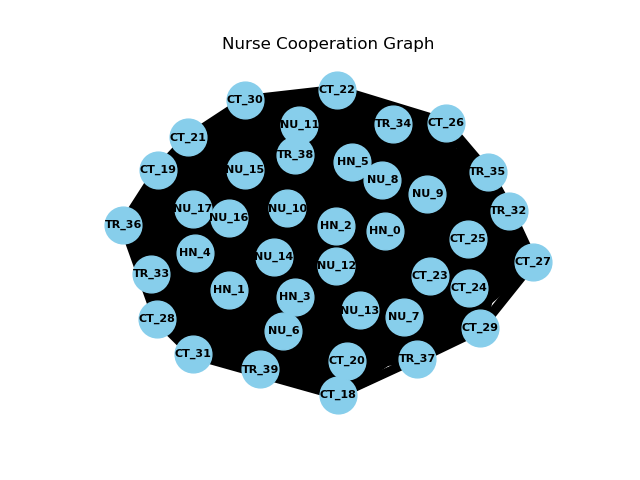 Nurse Cooperation Graph
CT_22
CT_30
NU_11
TR_34
CT_26
CT_21
TR_38
HN_5
CT_19
NU_15
TR_35
NU_8
NU_9
NU_17
NU_10
TR_32
NU_16
TR_36
HN_2
HN_0
CT_25
HN_4
NU_14
CT_27
NU_12
TR_33
CT_23
CT_24
HN_1
HN_3
NU_13
NU_7
CT_28
CT_29
NU_6
CT_31
CT_20
TR_37
TR_39
CT_18